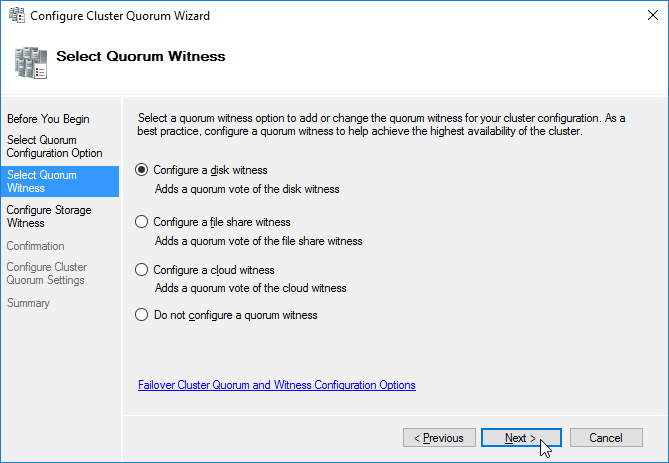 Configure Cluster Quorum Wizard
Select Quorum Witness
Before You Begin
Select Quorum
Configuration Option
Select Quorum
Witness
Configure Storage
Witness
Confirmation
Configure Cluster
Quorum Settings
Summary
Select a quorum witness option to add or change the quorum witness for your cluster configuration. As a
best practice, configure a quorum witness to help achieve the highest availability of the cluster.
Configure a disk witness
Adds a quorum vote of the disk witness
Configure a file share witness
Adds a quorum vote of the file share witness
Configure a cloud witness
Adds a quorum vote of the cloud witness
Do not configure a quorum witness
Failover Cluster Quorum and Witness Configuration Options
< Previous
Next >
Cancel